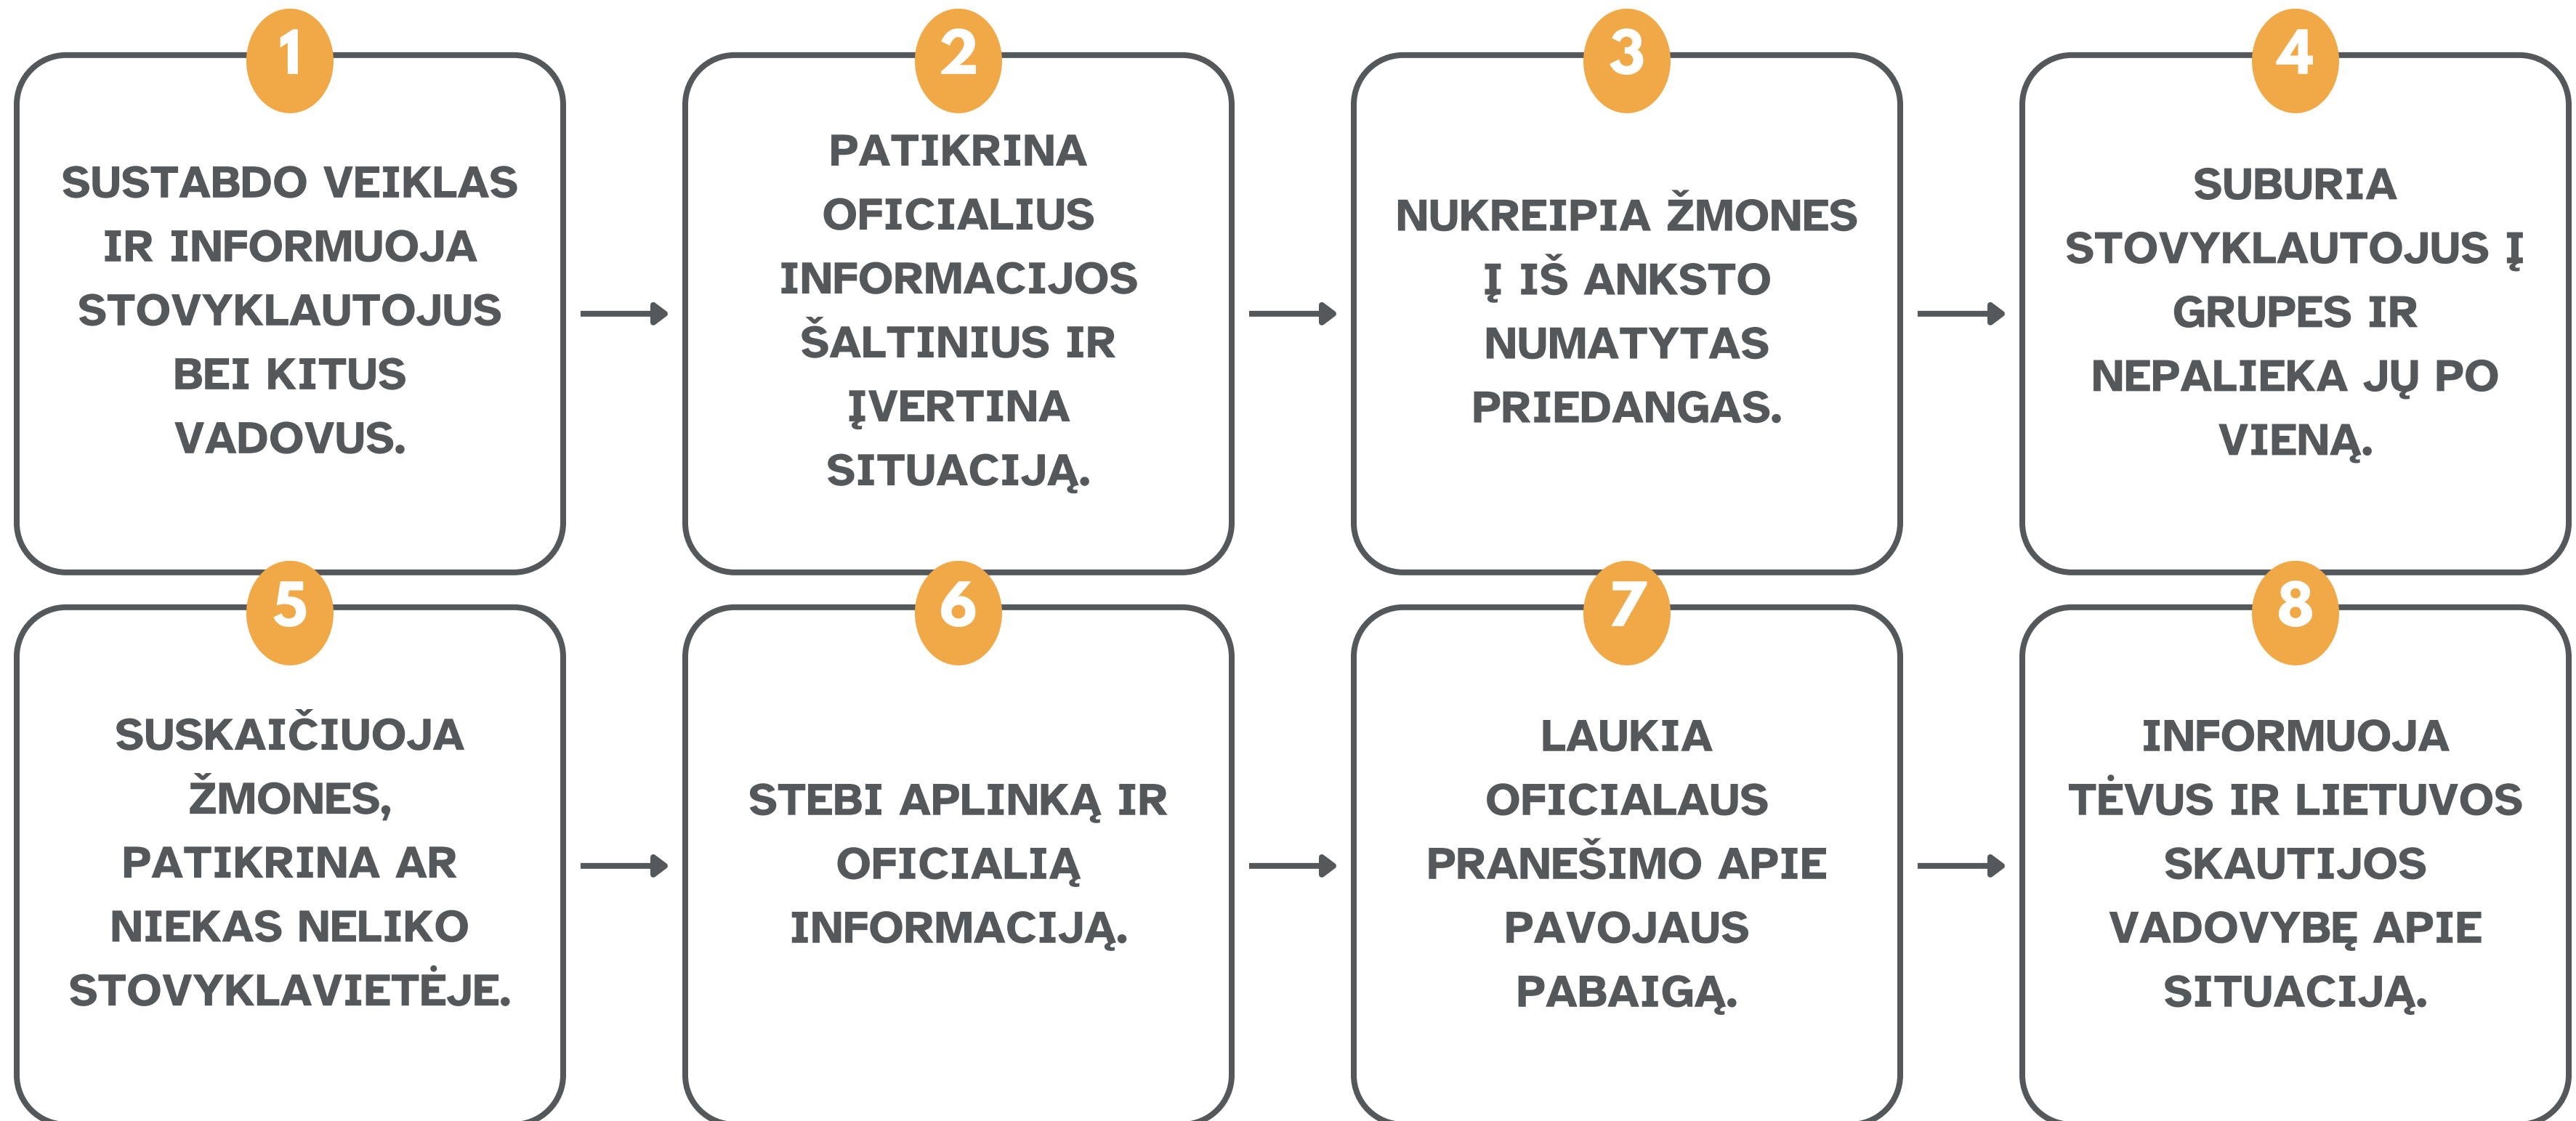 1
SUSTABDO VEIKLAS
IR INFORMUOJA
STOVYKLAUTOJUS
BEI KITUS
VADOVUS.
2
PATIKRINA
OFICIALIUS
INFORMACIJOS
ŠALTINIUS IR
ĮVERTINA
SITUACIJĄ.
3
NUKREIPIA ŽMONES
Į IŠ ANKSTO
NUMATYTAS
PRIEDANGAS.
4
SUBURIA
STOVYKLAUTOJUS Į
GRUPES IR
NEPALIEKA JŲ PO
VIENĄ.
5
SUSKAIČIUOJA
ŽMONES,
PATIKRINA AR
NIEKAS NELIKO
STOVYKLAVIETĖJE.
6
STEBI APLINKĄ IR
OFICIALIĄ
INFORMACIJĄ.
7
LAUKIA
OFICIALAUS
PRANEŠIMO APIE
PAVOJAUS
PABAIGĄ.
8
INFORMUOJA
TĖVUS IR LIETUVOS
SKAUTIJOS
VADOVYBĘ APIE
SITUACIJĄ.